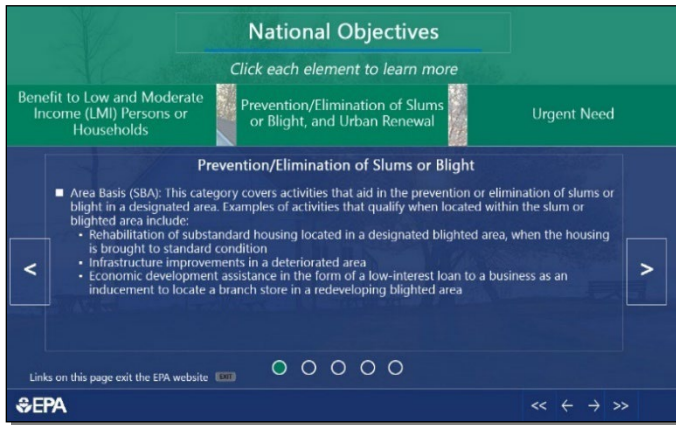 National Objectives
Click each element to learn more
Benefit to Low and Moderate
Income (LMI) Persons or
Households
Prevention/Elimination of Slums
or Blight, and Urban Renewal
Urgent Need
Prevention/Elimination of Slums or Blight
■ Area Basis (SBA): This category covers activities that aid in the prevention or elimination of slums or
blight in a designated area. Examples of activities that qualify when located within the slum or
blighted area include:
• Rehabilitation of substandard housing located in a designated blighted area, when the housing
is brought to standard condition
• Infrastructure improvements in a deteriorated area
• Economic development assistance in the form of a low-interest loan to a business as an
inducement to locate a branch store in a redeveloping blighted area
<
>
Links on this page exit the EPA website EXIT
EPA
<< ← → >>